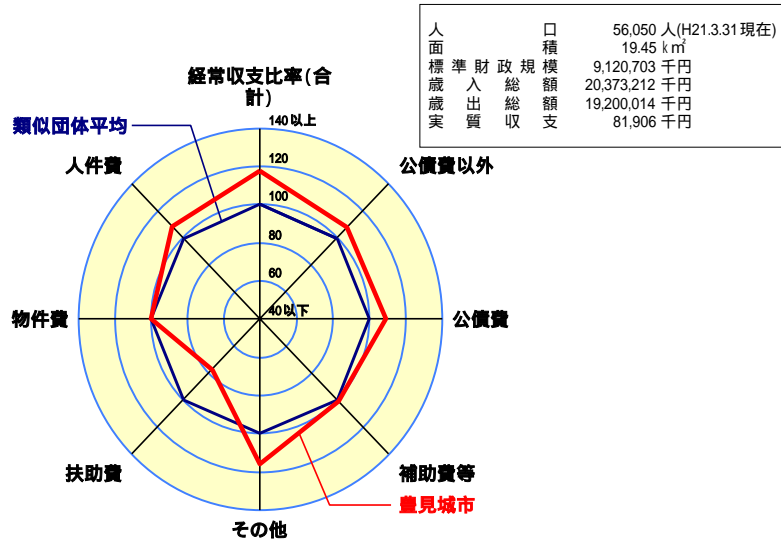 人口 56,050 人(H21.3.31現在)
面積 19.45 k㎡
標準財政規模 9,120,703 千円
歳入総額 20,373,212 千円
歳出総額 19,200,014 千円
実質収支 81,906 千円
経常収支比率(合
計)
類似団体平均
140以上
人件費
公債費以外
120
100
80
60
40以下
物件費
公債費
扶助費
補助費等
豊見城市
その他